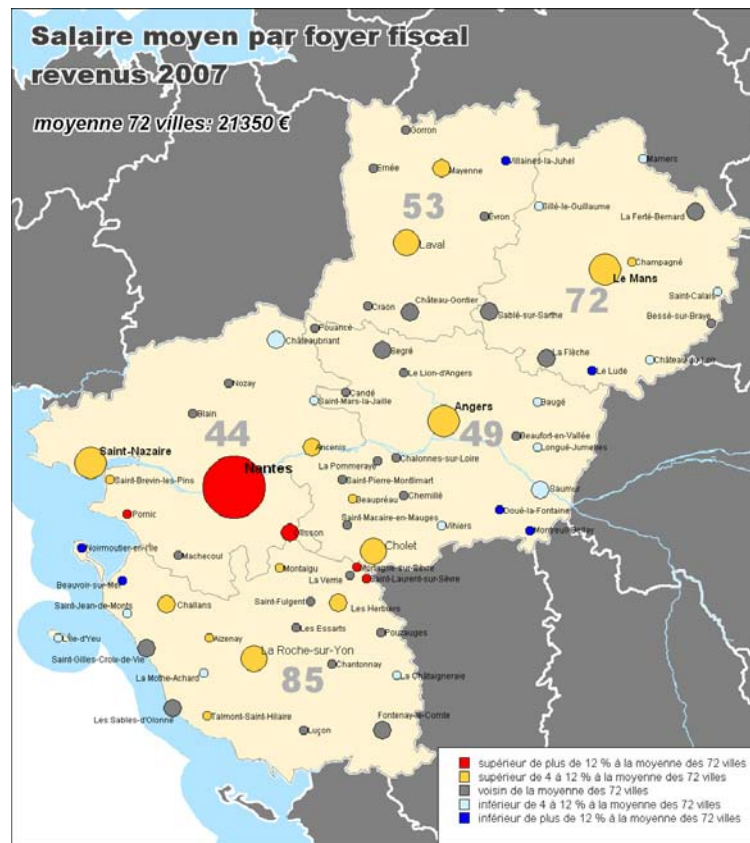 Salaire moyen par foyer fiscal
revenus 2007
moyenne 72 villes: 21350 €
Gorron
Ernée
Mayenne
Villaines-la-Juhel
Mamers
53
Sillé-le-Guillaume
La Ferté-Bernard
Évron
Laval
Champagné
Le Mans
72
Saint-Calais
Craon
Château-Gontier
Sablé-sur-Sarthe
Bessé-sur-Braye
Pouancé
Châteaubriant
Segré
La Flèche
Château-du-Loir
Le Lion-d'Angers
Le Lude
Nozay
Candé
Saint-Mars-la-Jaille
Baugé
Blain
Angers
44
49
Beaufort-en-Vallée
Ancenis
Longué-Jumelles
Saint-Nazaire
La Pommeraye
Chalonnes-sur-Loire
Nantes
Saint-Brevin-les-Pins
Saint-Pierre-Montlimart
Saumur
Beaupréau
Chemillé
Pornic
Doué-la-Fontaine
Saint-Macaire-en-Mauges
Vihiers
Clisson
Montreuil-Bellay
Noirmoutier-en-l'Île
Cholet
Machecoul
Montaigu
Mortagne-sur-Sèvre
La Verrie
Saint-Laurent-sur-Sèvre
Beauvoir-sur-Mer
Saint-Jean-de-Monts
Challans
Saint-Fulgent
Les Herbiers
Les Essarts
Pouzauges
L'Île-d'Yeu
Aizenay
La Roche-sur-Yon
Saint-Gilles-Croix-de-Vie
Chantonnay
La Mothe-Achard
85
La Châtaigneraie
Les Sables-d'Olonne
Talmont-Saint-Hilaire
Fontenay-le-Comte
Luçon
supérieur de plus de 12 % à la moyenne des 72 villes
supérieur de 4 à 12 % à la moyenne des 72 villes
voisin de la moyenne des 72 villes
inférieur de 4 à 12 % à la moyenne des 72 villes
inférieur de plus de 12 % à la moyenne des 72 villes